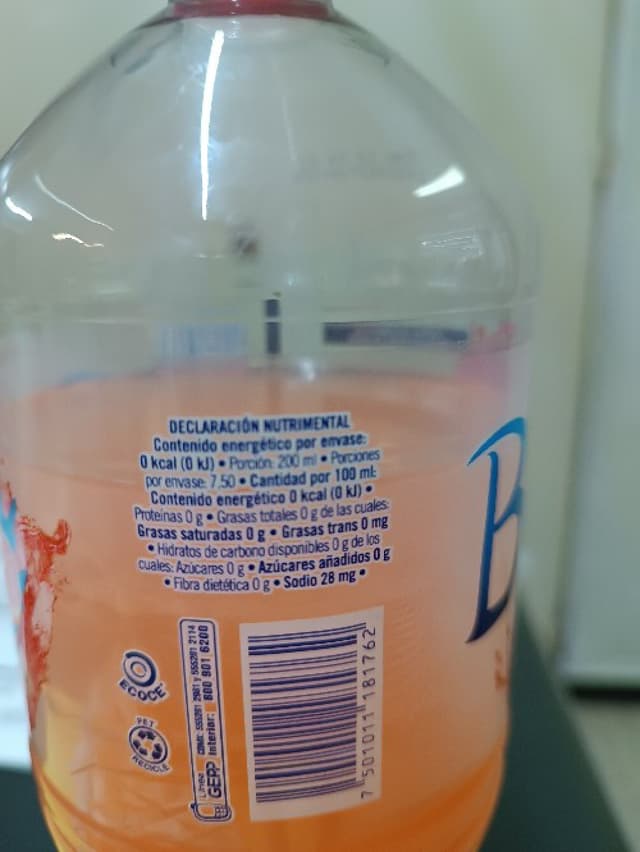 DECLARACIÓN NUTRIMENTAL
Contenido energético por envase:
0 kcal (0 kJ) • Porción: 200 ml • Porciones
por envase: 7.50 • Cantidad por 100 ml:
Contenido energético 0 kcal (0 kJ) •
Proteínas 0 g • Grasas totales 0 g de las cuales:
Grasas saturadas 0 g • Grasas trans 0 mg
• Hidratos de carbono disponibles 0 g de los
cuales: Azúcares 0 g • Azúcares añadidos 0 g
• Fibra dietética 0 g • Sodio 28 mg •
B
ECOCE
PET
RECICLE
Línea
GEPP
Interior: 800 901 6200
7 501011 181762